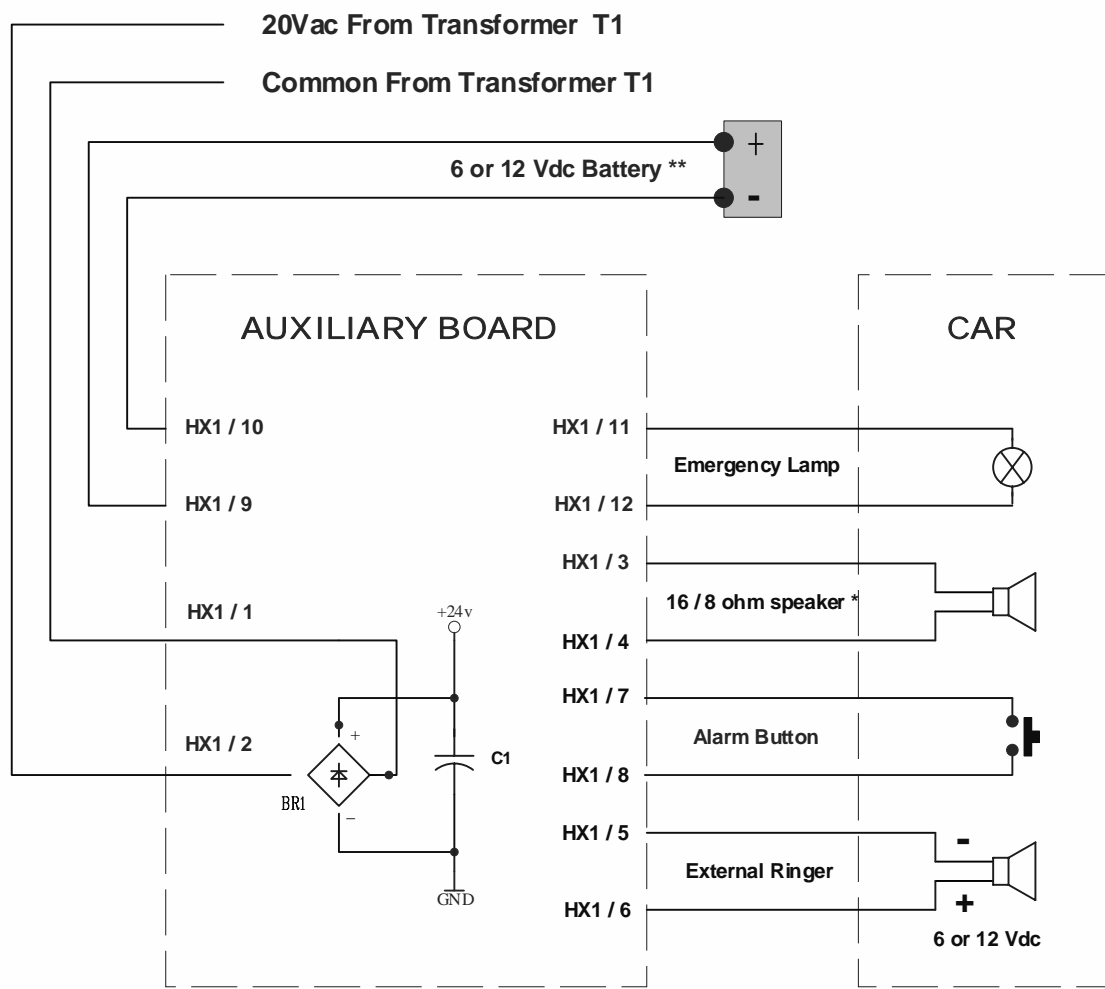 20Vac From Transformer T1
Common From Transformer T1
+
6 or 12 Vdc Battery **
-
AUXILIARY BOARD
CAR
HX1 / 10
HX1 / 11
Emergency Lamp
HX1 / 9
HX1 / 12
HX1 / 3
HX1 / 1
+24v
16 / 8 ohm speaker *
HX1 / 4
HX1 / 7
HX1 / 2
+
Alarm Button
C1
HX1 / 8
BR1
−
HX1 / 5
-
External Ringer
GND
HX1 / 6
+
6 or 12 Vdc